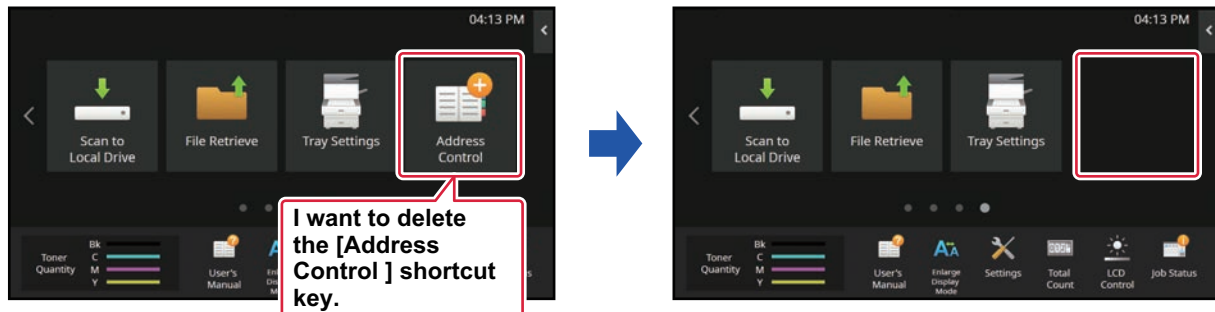 04:13 PM
Scan to
Local Drive
File Retrieve
Tray Settings
Address
Control
I want to delete
the [Address
Control ] shortcut
key.
Toner
Quantity
Bk
C
M
Y
User's
Manual
04:13 PM
Scan to
Local Drive
File Retrieve
Tray Settings
Toner
Quantity
Bk
C
M
Y
User's
Manual
Enlarge
Display
Mode
Settings
Total
Count
LCD
Control
Job Status